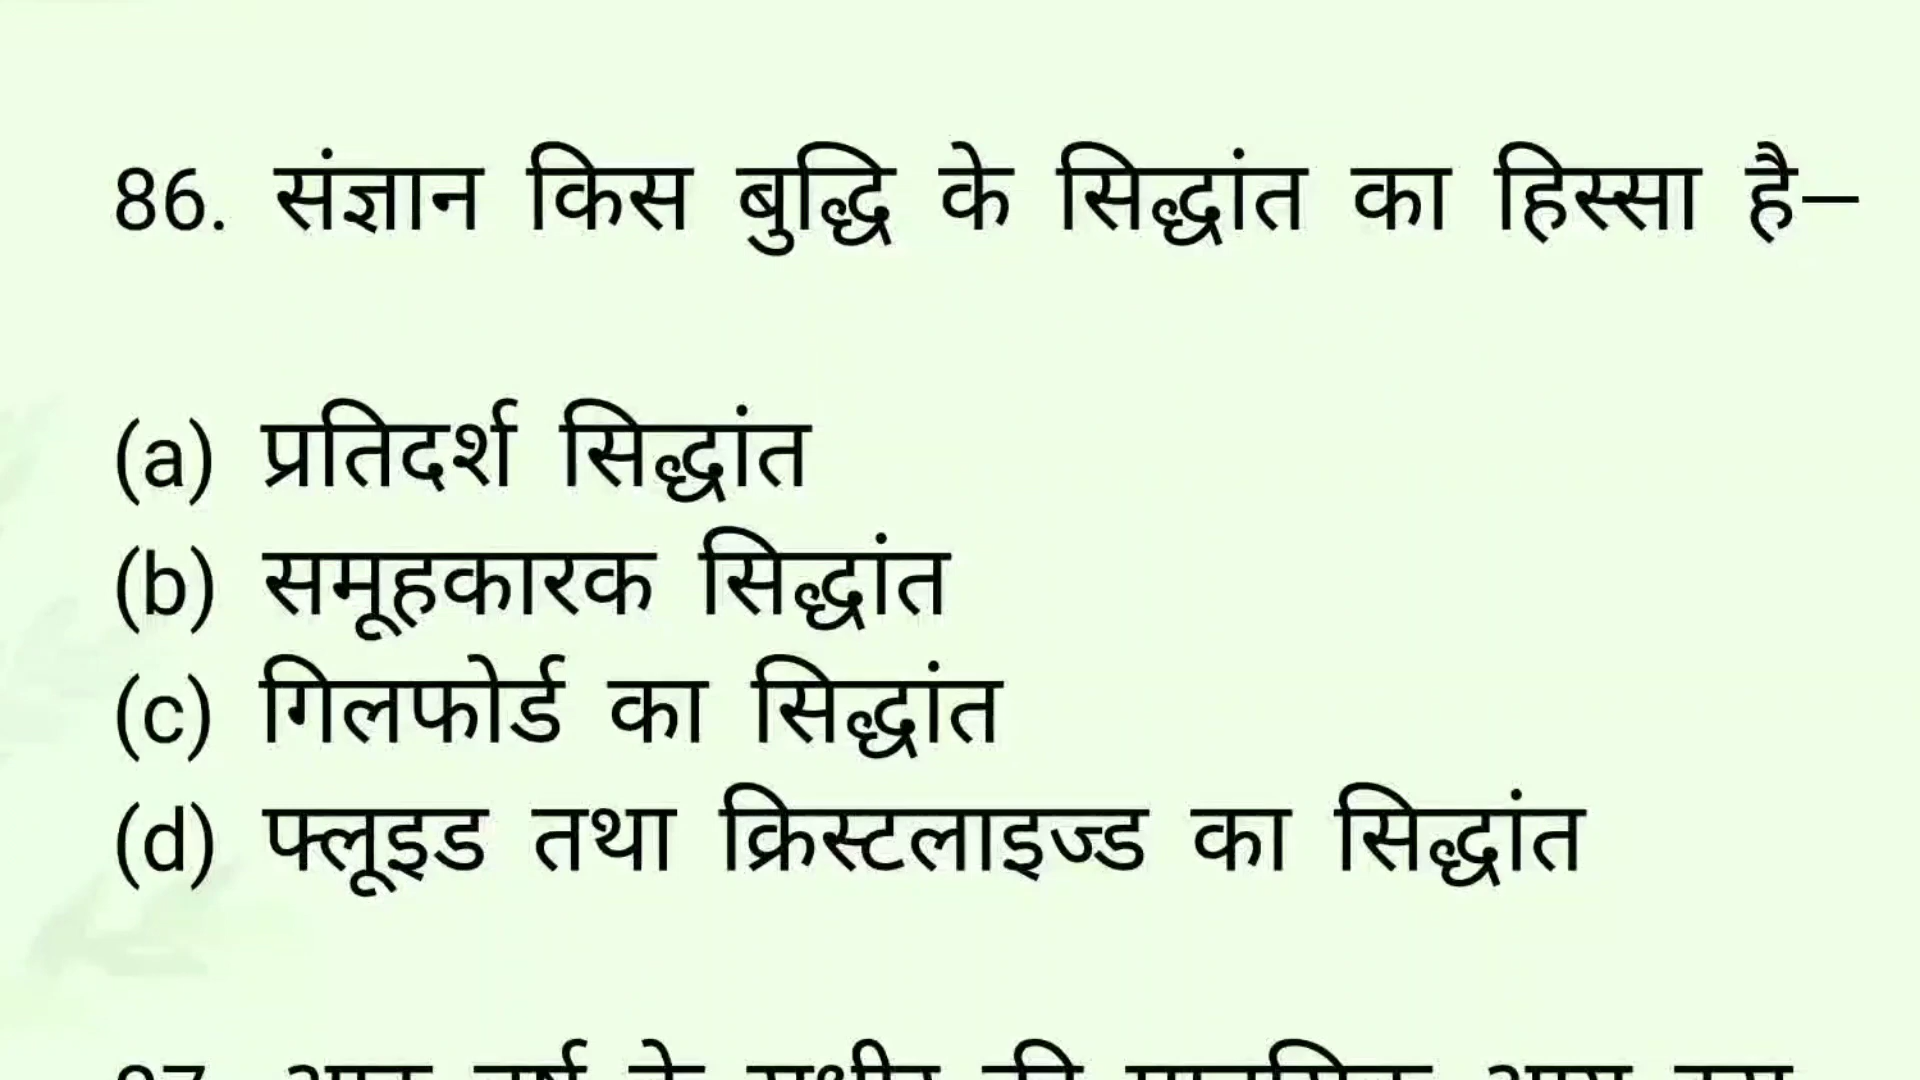 86. संज्ञान किस बुद्धि के सिद्धांत का हिस्सा है–
(a) प्रतिदर्श सिद्धांत
(b) समूहकारक सिद्धांत
(c) गिलफोर्ड का सिद्धांत
(d) फ्लूइड तथा क्रिस्टलाइज्ड का सिद्धांत